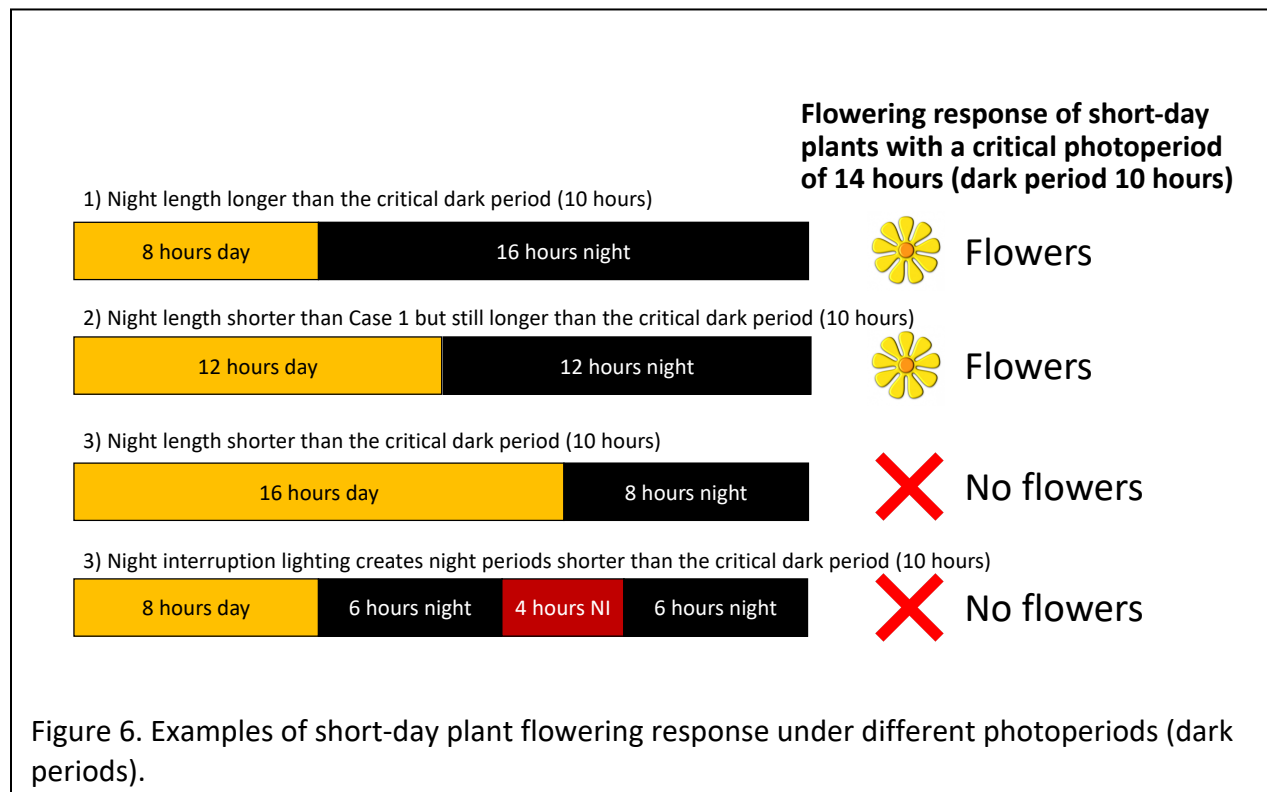 Flowering response of short-day
plants with a critical photoperiod
of 14 hours (dark period 10 hours)
1) Night length longer than the critical dark period (10 hours)
8 hours day
16 hours night
Flowers
2) Night length shorter than Case 1 but still longer than the critical dark period (10 hours)
12 hours day
12 hours night
Flowers
3) Night length shorter than the critical dark period (10 hours)
16 hours day
8 hours night
No flowers
3) Night interruption lighting creates night periods shorter than the critical dark period (10 hours)
8 hours day
6 hours night
4 hours NI
6 hours night
No flowers
Figure 6. Examples of short-day plant flowering response under different photoperiods (dark
periods).